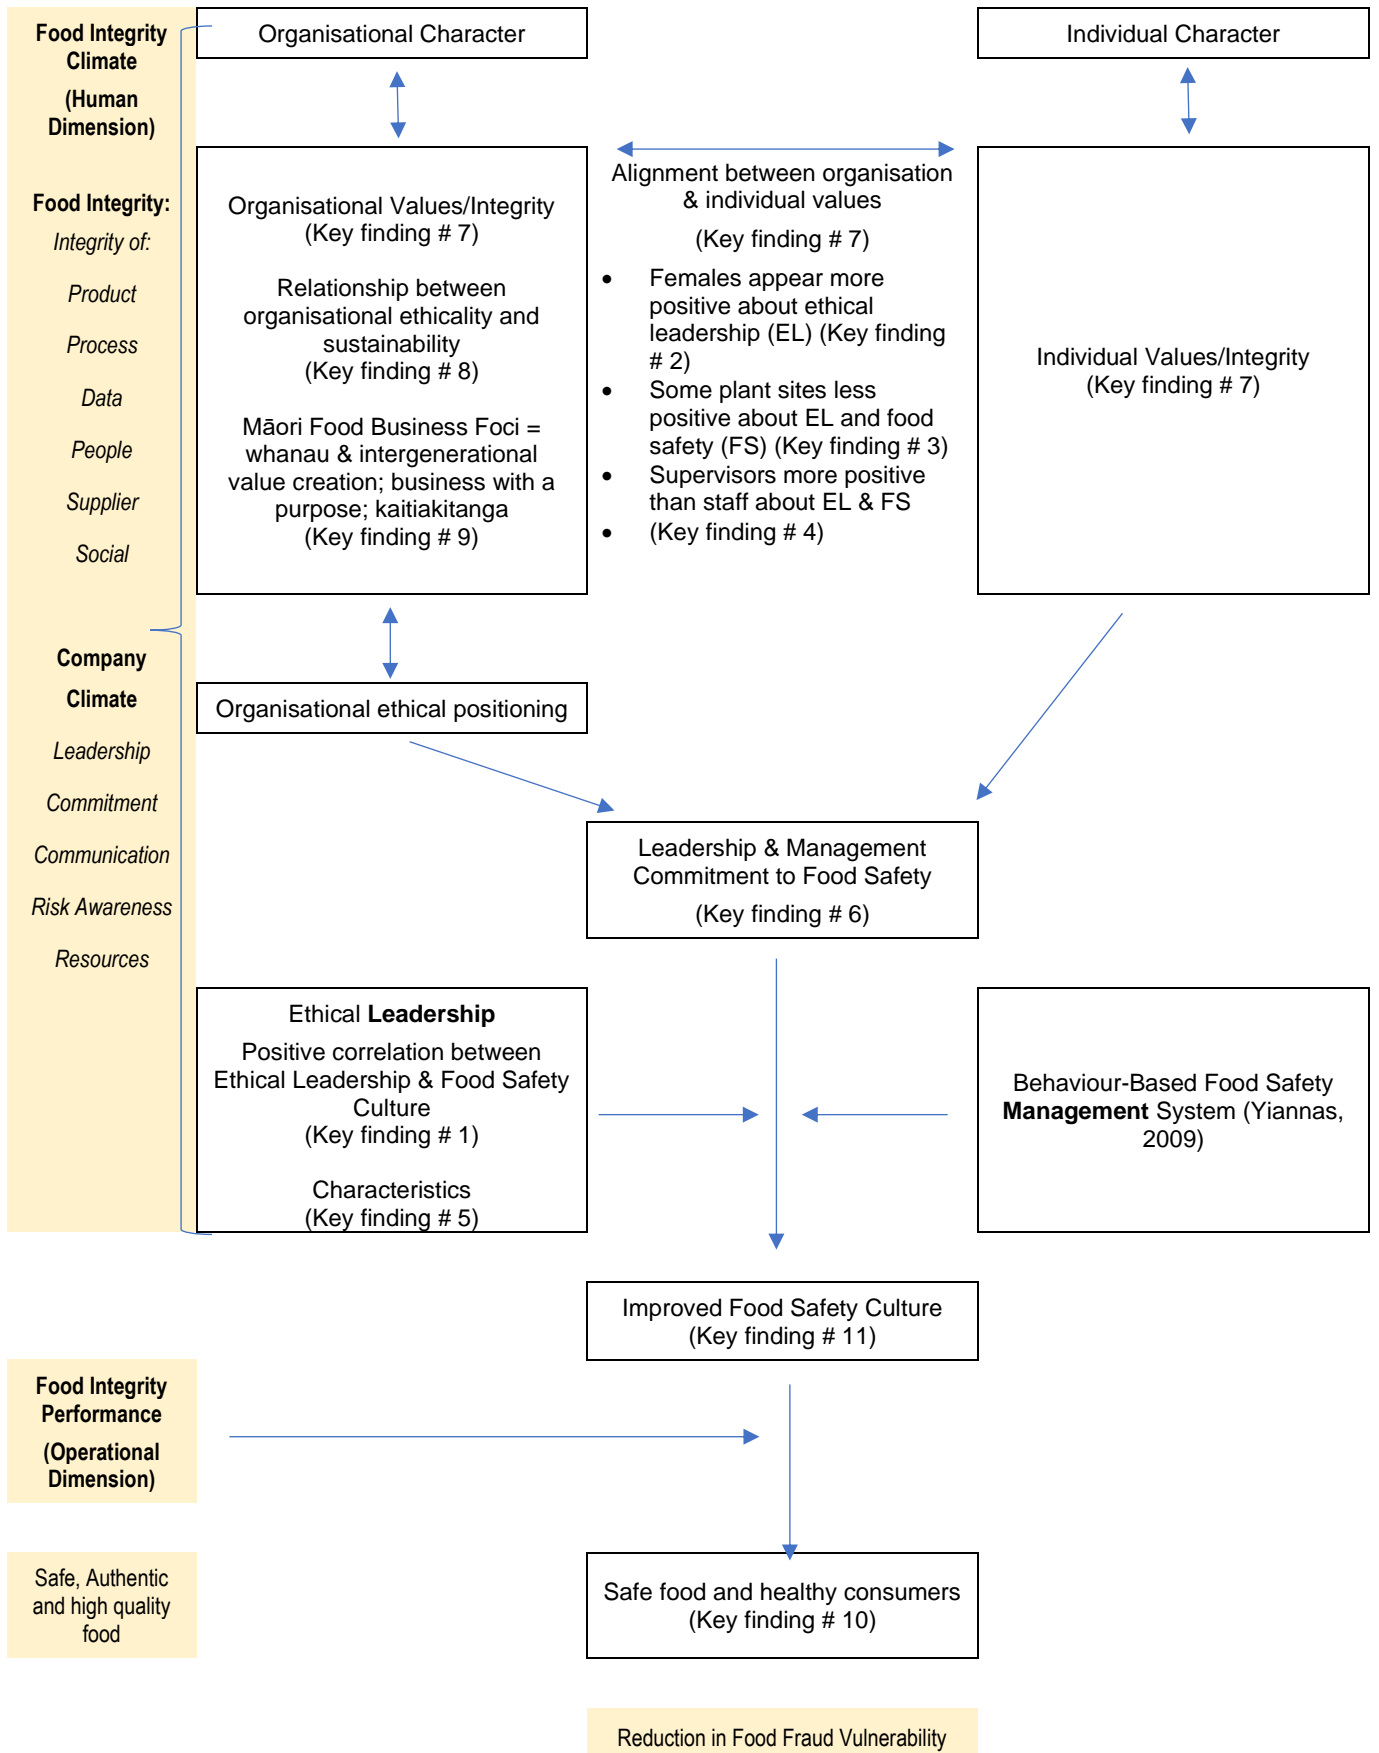 Food Integrity
Climate
(Human
Dimension)
Food Integrity:
Integrity of:
Product
Process
Data
People
Supplier
Social
Company
Climate
Leadership
Commitment
Communication
Risk Awareness
Resources
Organisational Character
Individual Character
Organisational Values/Integrity
(Key finding # 7)
Relationship between
organisational ethicality and
sustainability
(Key finding # 8)
Māori Food Business Foci =
whanau & intergenerational
value creation; business with a
purpose; kaitiakitanga
(Key finding # 9)
Alignment between organisation
& individual values
(Key finding # 7)
• Females appear more
positive about ethical
leadership (EL) (Key finding
# 2)
• Some plant sites less
positive about EL and food
safety (FS) (Key finding # 3)
• Supervisors more positive
than staff about EL & FS
• (Key finding # 4)
Individual Values/Integrity
(Key finding # 7)
Organisational ethical positioning
Leadership & Management
Commitment to Food Safety
(Key finding # 6)
Ethical Leadership
Positive correlation between
Ethical Leadership & Food Safety
Culture
(Key finding # 1)
Characteristics
(Key finding # 5)
Behaviour-Based Food Safety
Management System (Yiannas,
2009)
Improved Food Safety Culture
(Key finding # 11)
Food Integrity
Performance
(Operational
Dimension)
Safe, Authentic
and high quality
food
Safe food and healthy consumers
(Key finding # 10)
Reduction in Food Fraud Vulnerability